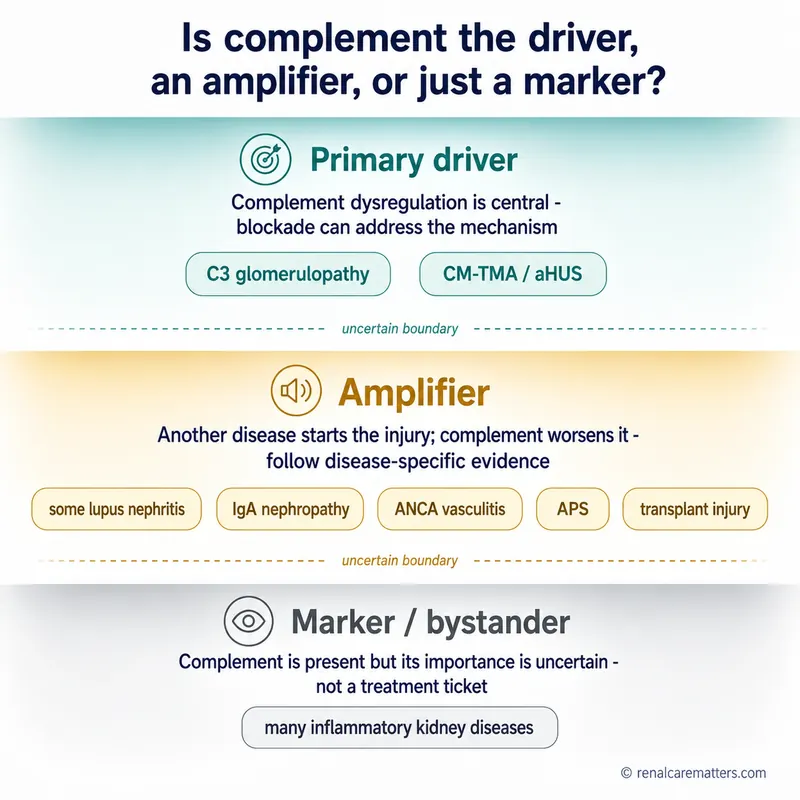 Is complement the driver,
an amplifier, or just a marker?
Primary driver
Complement dysregulation is central -
blockade can address the mechanism
C3 glomerulopathy
CM-TMA / aHUS
uncertain boundary
Amplifier
Another disease starts the injury; complement worsens it -
follow disease-specific evidence
some lupus nephritis
IgA nephropathy
ANCA vasculitis
APS
transplant injury
uncertain boundary
Marker / bystander
Complement is present but its importance is uncertain -
not a treatment ticket
many inflammatory kidney diseases
© renalcarematters.com